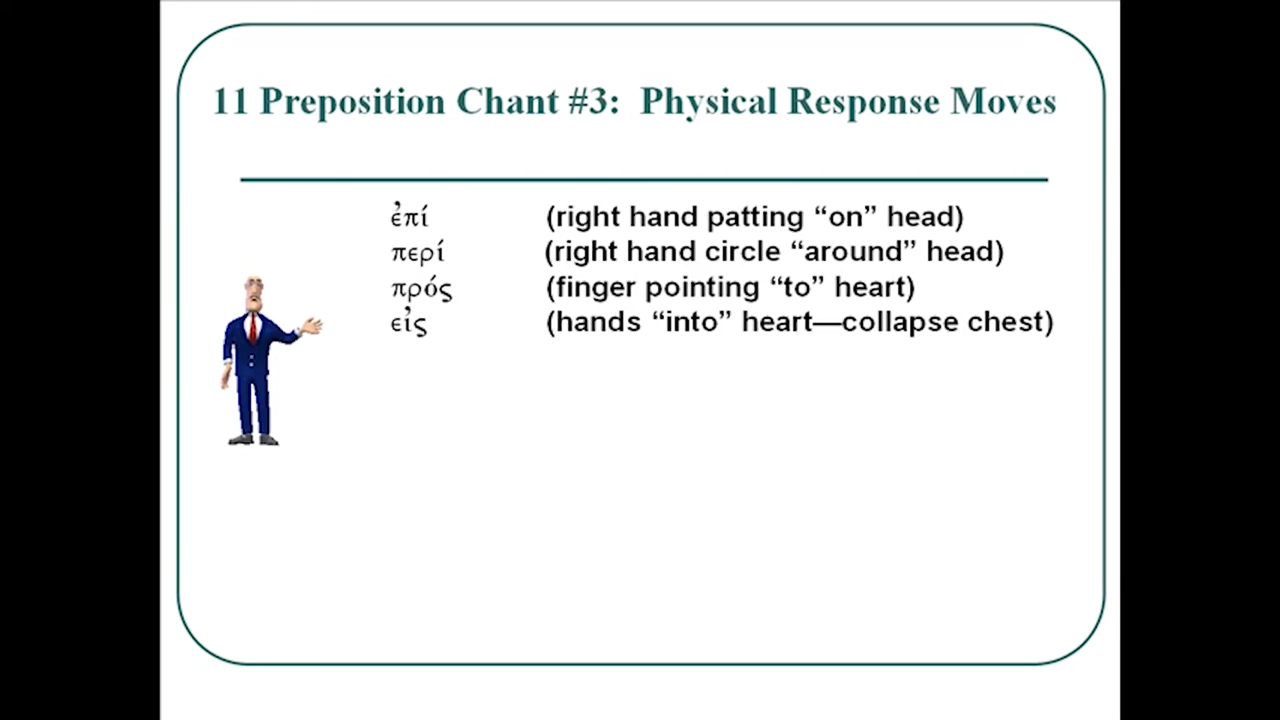 11 Preposition Chant #3: Physical Response Moves
ἐπί (right hand patting “on” head)
περί (right hand circle “around” head)
πρός (finger pointing “to” heart)
εἰς (hands “into” heart—collapse chest)